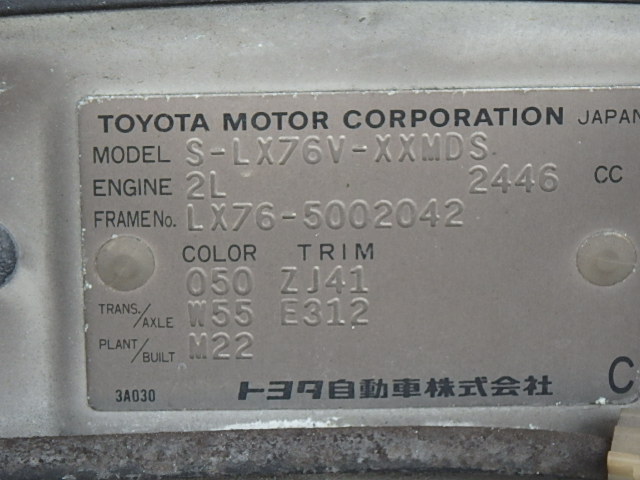 TOYOTA MOTOR CORPORATION JAPAN
MODEL S-LX76V-XXMDS
ENGINE 2L 2446 CC
FRAME No. LX76-5002042
COLOR TRIM
050 ZJ41
TRANS./AXLE W55 E312
PLANT/BUILT M22
3A030 トヨタ自動車株式会社 C